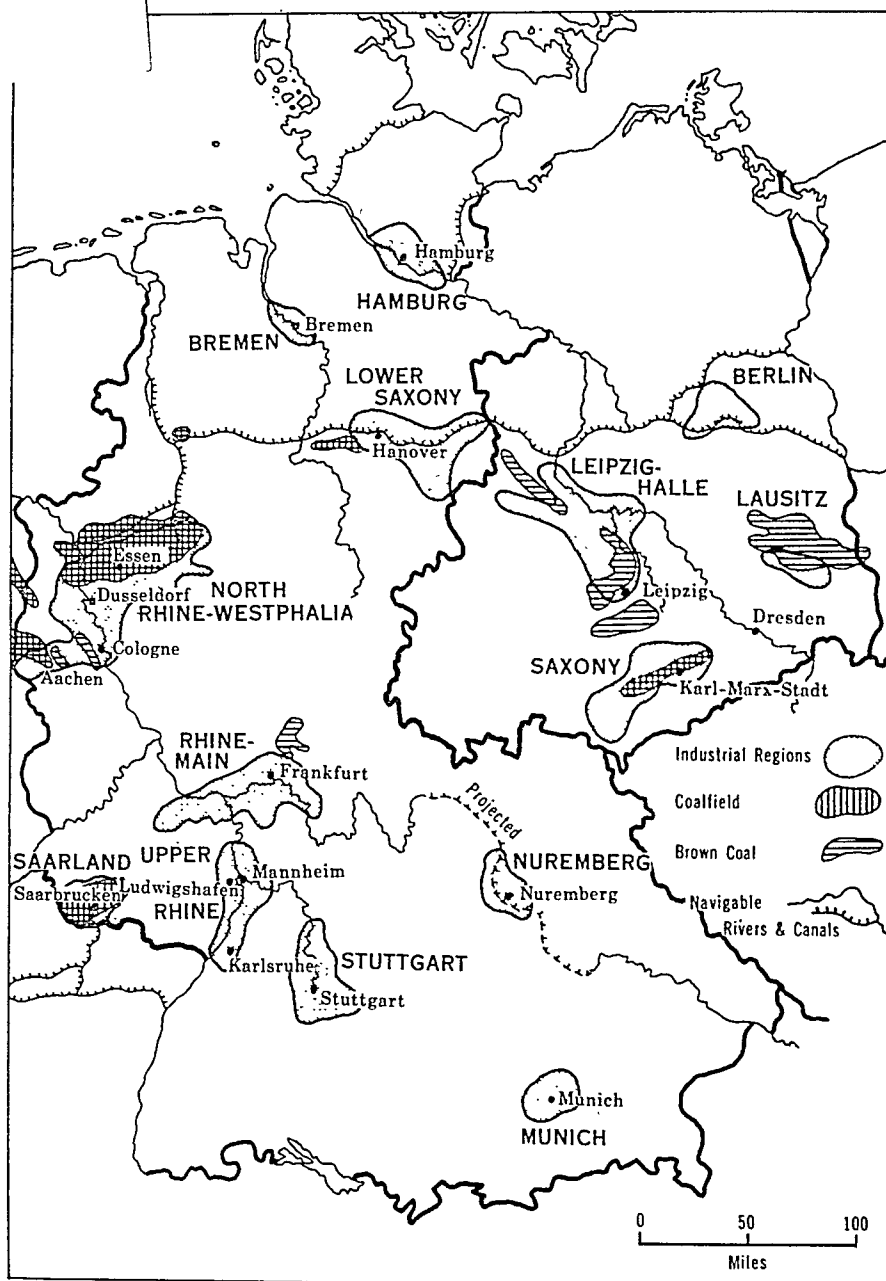 Hamburg
HAMBURG
Bremen
BREMEN
LOWER
SAXONY
BERLIN
Hanover
LEIPZIG-
HALLE
LAUSITZ
Essen
Dusseldorf
NORTH
RHINE-WESTPHALIA
Leipzig
Dresden
Cologne
Aachen
SAXONY
Karl-Marx-Stadt
RHINE-
MAIN
Frankfurt
Projected
Industrial Regions
Coalfield
Brown Coal
Navigable
Rivers & Canals
SAARLAND
UPPER
RHINE
Mannheim
Ludwigshafen
Saarbrucken
NUREMBERG
Nuremberg
Karlsruhe
STUTTGART
Stuttgart
Munich
MUNICH
0 50 100
Miles